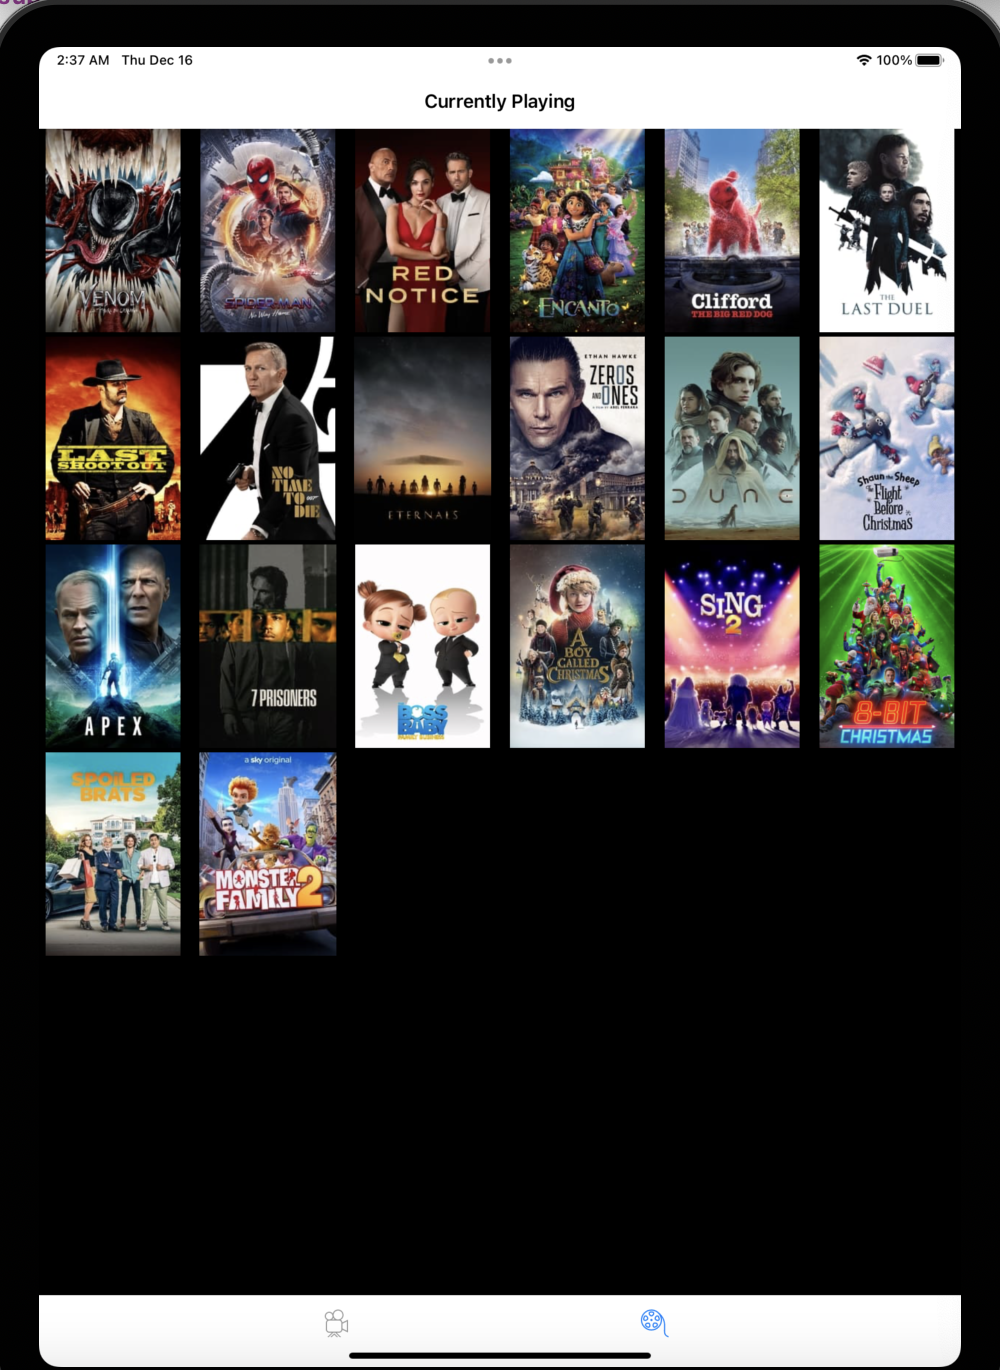 2:37 AM Thu Dec 16
100%
Currently Playing
VENOM
SPIDER-MAN
No Way Home
RED
NOTICE
ENCANTO
Clifford
THE BIG RED DOG
THE
LAST DUEL
LAST
SHOOT OUT
NO
TIME
TO
DIE
ETERNALS
ETHAN HAWKE
ZEROS
AND ONES
A FILM BY ABEL FERRARA
DUNE
Shaun the Sheep
The Flight
Before
Christmas
APEX
7 PRISONERS
BOSS
BABY
A
BOY
CALLED
CHRISTMAS
SING
2
8-BIT
CHRISTMAS
SPOILED
BRATS
a sky original
MONSTER
FAMILY 2